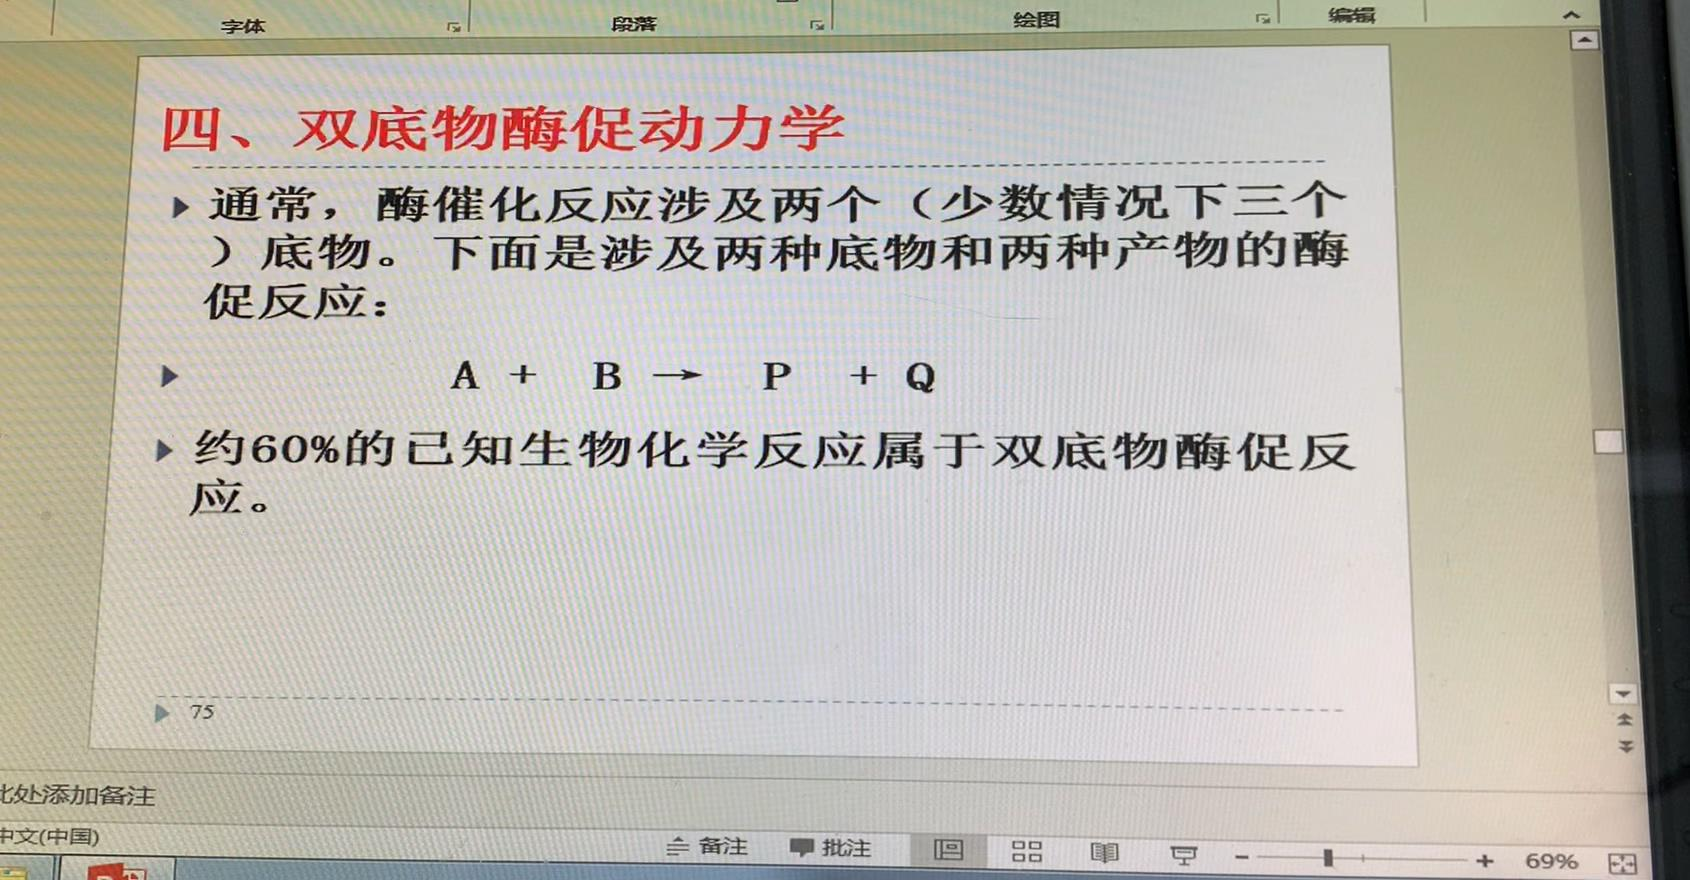 字体 段落 绘图 编辑
四、双底物酶促动力学
通常，酶催化反应涉及两个（少数情况下三个
）底物。下面是涉及两种底物和两种产物的酶
促反应：
A + B → P + Q
约60%的已知生物化学反应属于双底物酶促反
应。
75
此处添加备注
中文(中国) 备注 批注 69%